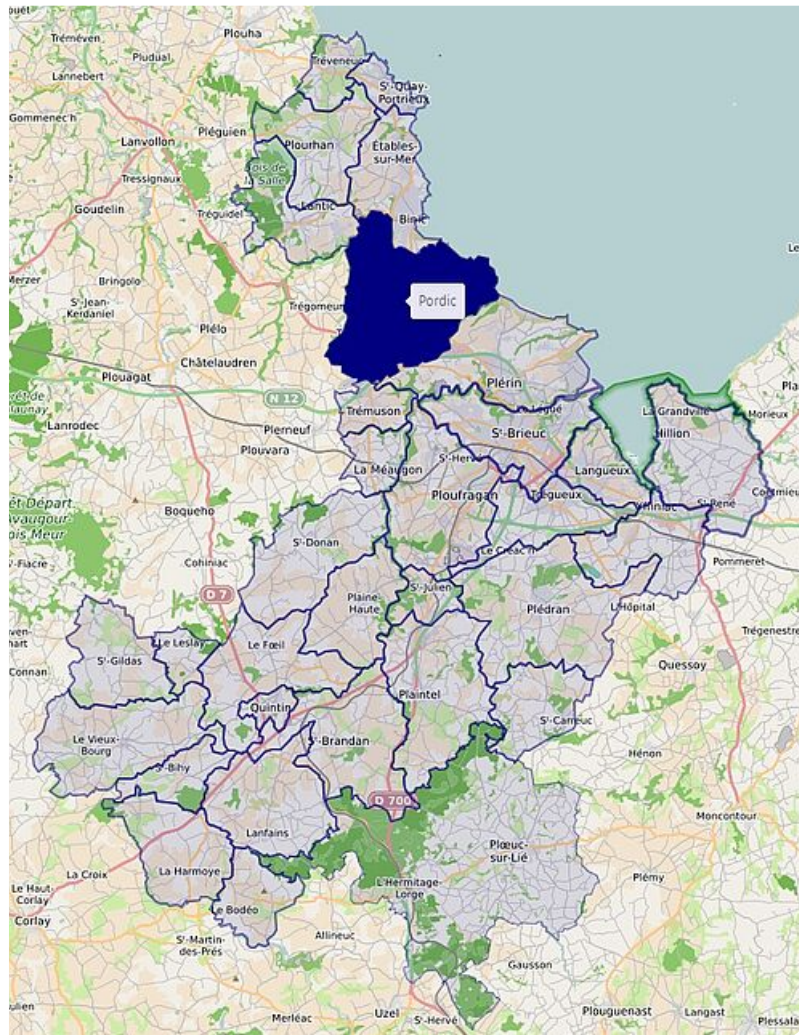 Plouha
Tréméven
Pludual
Tréveneuc
Lannebert
St-Quay-
Portrieux
Gommenec'h
Pléguien
Lanvollon
Plourhan
Étables-
sur-Mer
Bois de
la Salle
Tressignaux
Goudelin
Tréguidel
Lantic
Binic
Merzer
Bringolo
Trégomeur
Pordic
St-Jean-
Kerdaniel
Plélo
Châtelaudren
Plouagat
Plérin
N 12
Trémuson
Le Légué
La Grandville
Morieux
Lanrodec
Plerneuf
St-Brieuc
Hillion
Plouvara
La Méaugon
St-Hervé
Langueux
Ploufragan
Trégueux
Yffiniac
St-René
Boqueho
St-Donan
Le Créac'h
Pommeret
Cohiniac
St-Julien
D 7
Plaine-
Haute
Plédran
L'Hôpital
Trégenestre
Le Leslay
Le Fœil
St-Gildas
Quessoy
Plaintel
Quintin
St-Carreuc
Le Vieux-
Bourg
St-Brandan
Hénon
St-Bihy
D 700
Lanfains
Moncontour
Plœuc-
sur-Lié
La Croix
La Harmoye
Plémy
Le Haut-
Corlay
L'Hermitage-
Lorge
Corlay
Le Bodéo
Allineuc
St-Martin-
des-Prés
Gausson
Merléac
Uzel
St-Hervé
Plouguenast
Langast
Plessala